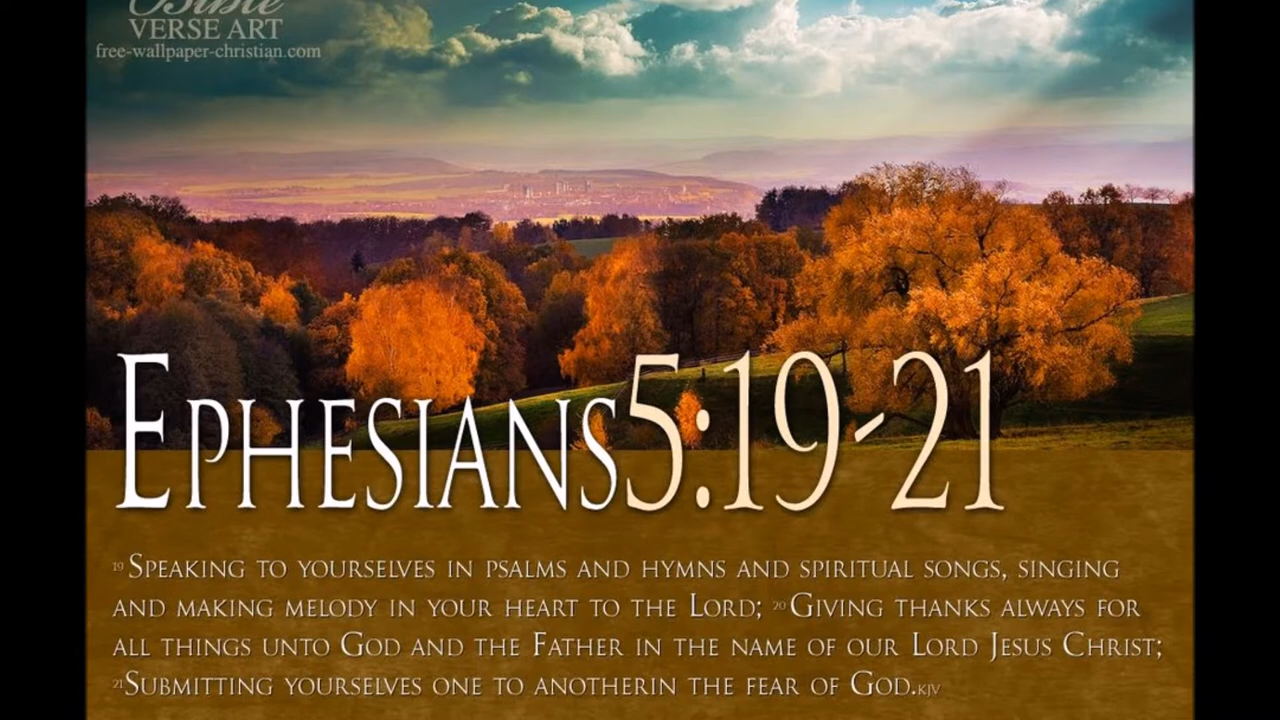 Bible
VERSE ART
free-wallpaper-christian.com
EPHESIANS 5:19-21
19 SPEAKING TO YOURSELVES IN PSALMS AND HYMNS AND SPIRITUAL SONGS, SINGING
AND MAKING MELODY IN YOUR HEART TO THE LORD; 20 GIVING THANKS ALWAYS FOR
ALL THINGS UNTO GOD AND THE FATHER IN THE NAME OF OUR LORD JESUS CHRIST;
21 SUBMITTING YOURSELVES ONE TO ANOTHERIN THE FEAR OF GOD.KJV